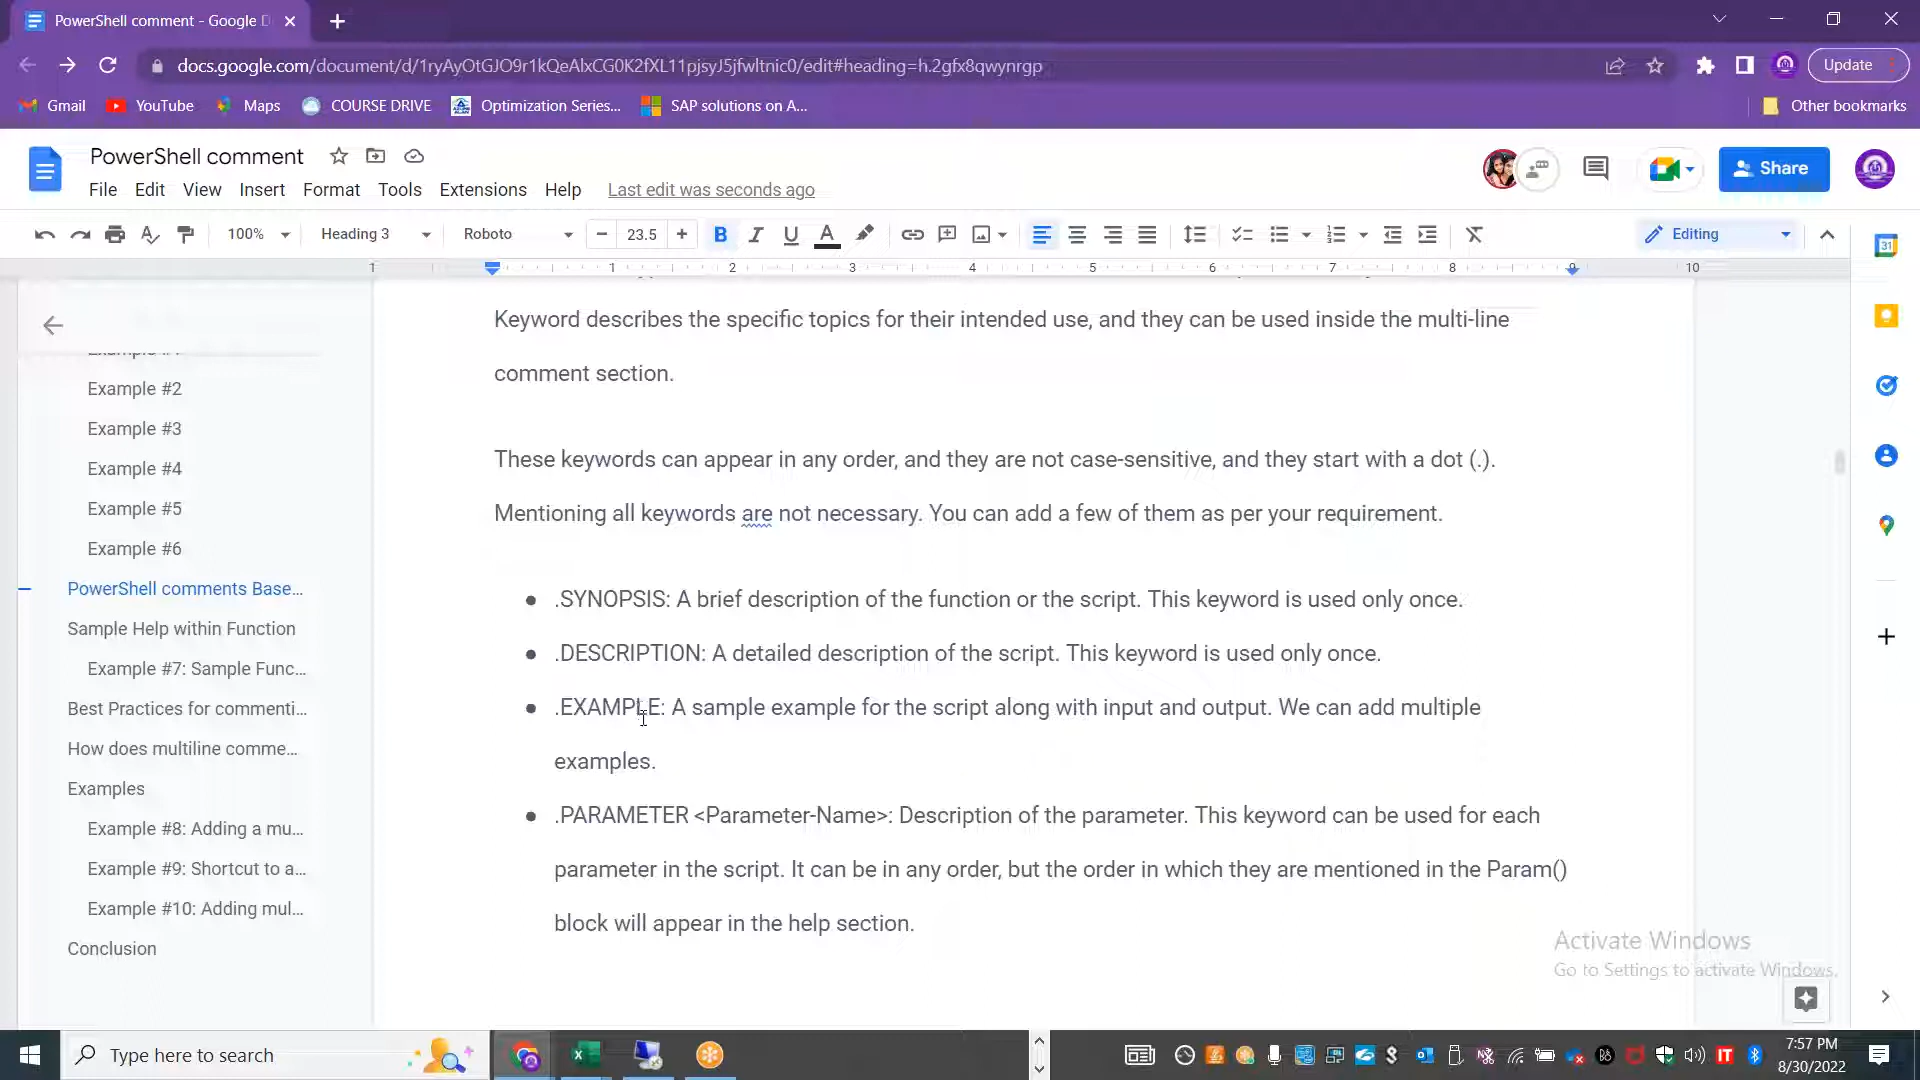 PowerShell comment - Google D
docs.google.com/document/d/1ryAyOtGJO9r1kQeAlxCG0K2fXL11pjsyJ5jfwltnic0/edit#heading=h.2gfx8qwynrgp
Update
Gmail
YouTube
Maps
COURSE DRIVE
Optimization Series...
SAP solutions on A...
Other bookmarks
PowerShell comment
Share
File Edit View Insert Format Tools Extensions Help Last edit was seconds ago
100% Heading 3 Roboto 23.5 B I U A Editing
1 1 2 3 4 5 6 7 8 9 10
31
Keyword describes the specific topics for their intended use, and they can be used inside the multi-line
comment section.
These keywords can appear in any order, and they are not case-sensitive, and they start with a dot (.).
Mentioning all keywords are not necessary. You can add a few of them as per your requirement.
● .SYNOPSIS: A brief description of the function or the script. This keyword is used only once.
● .DESCRIPTION: A detailed description of the script. This keyword is used only once.
● .EXAMPLE: A sample example for the script along with input and output. We can add multiple
examples.
● .PARAMETER <Parameter-Name>: Description of the parameter. This keyword can be used for each
parameter in the script. It can be in any order, but the order in which they are mentioned in the Param()
block will appear in the help section.
Example #2
Example #3
Example #4
Example #5
Example #6
PowerShell comments Base...
Sample Help within Function
Example #7: Sample Func...
Best Practices for commenti...
How does multiline comme...
Examples
Example #8: Adding a mu...
Example #9: Shortcut to a...
Example #10: Adding mul...
Conclusion
Activate Windows
Go to Settings to activate Windows.
Type here to search
IT
7:57 PM
8/30/2022